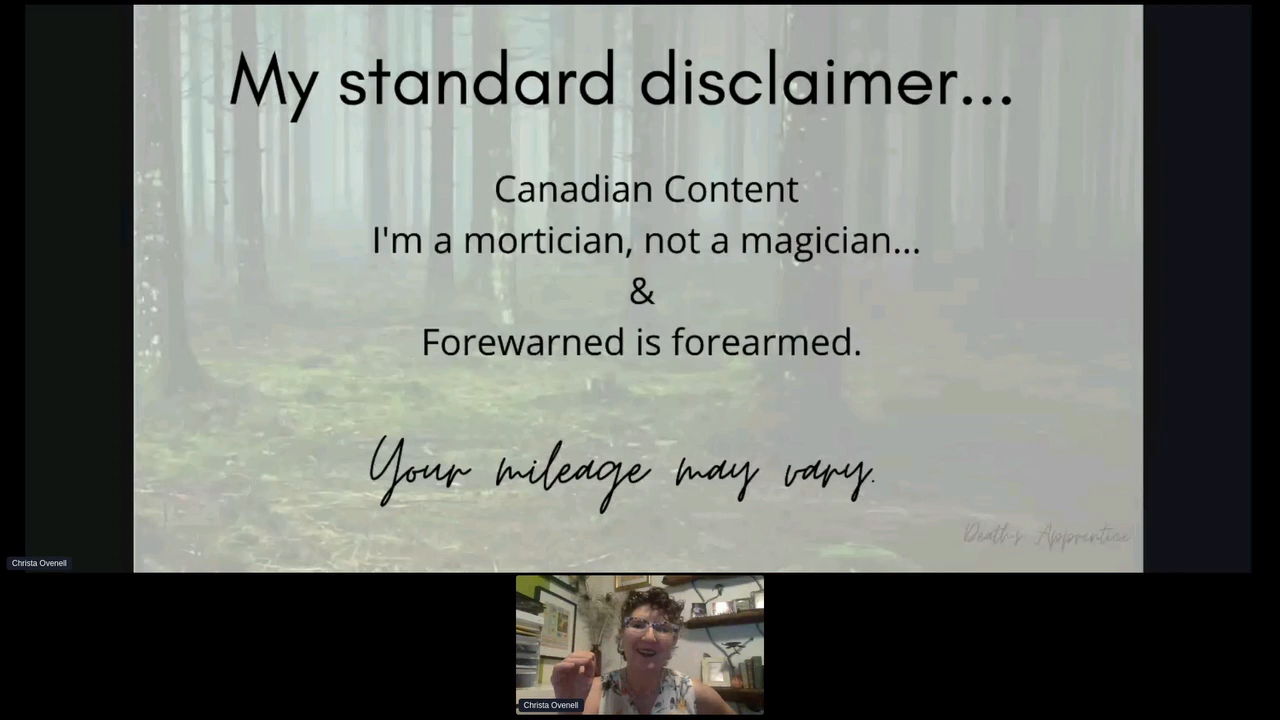 My standard disclaimer...
Canadian Content
I'm a mortician, not a magician...
&
Forewarned is forearmed.
Your mileage may vary.
Death's Apprentice
Christa Ovenell
Christa Ovenell